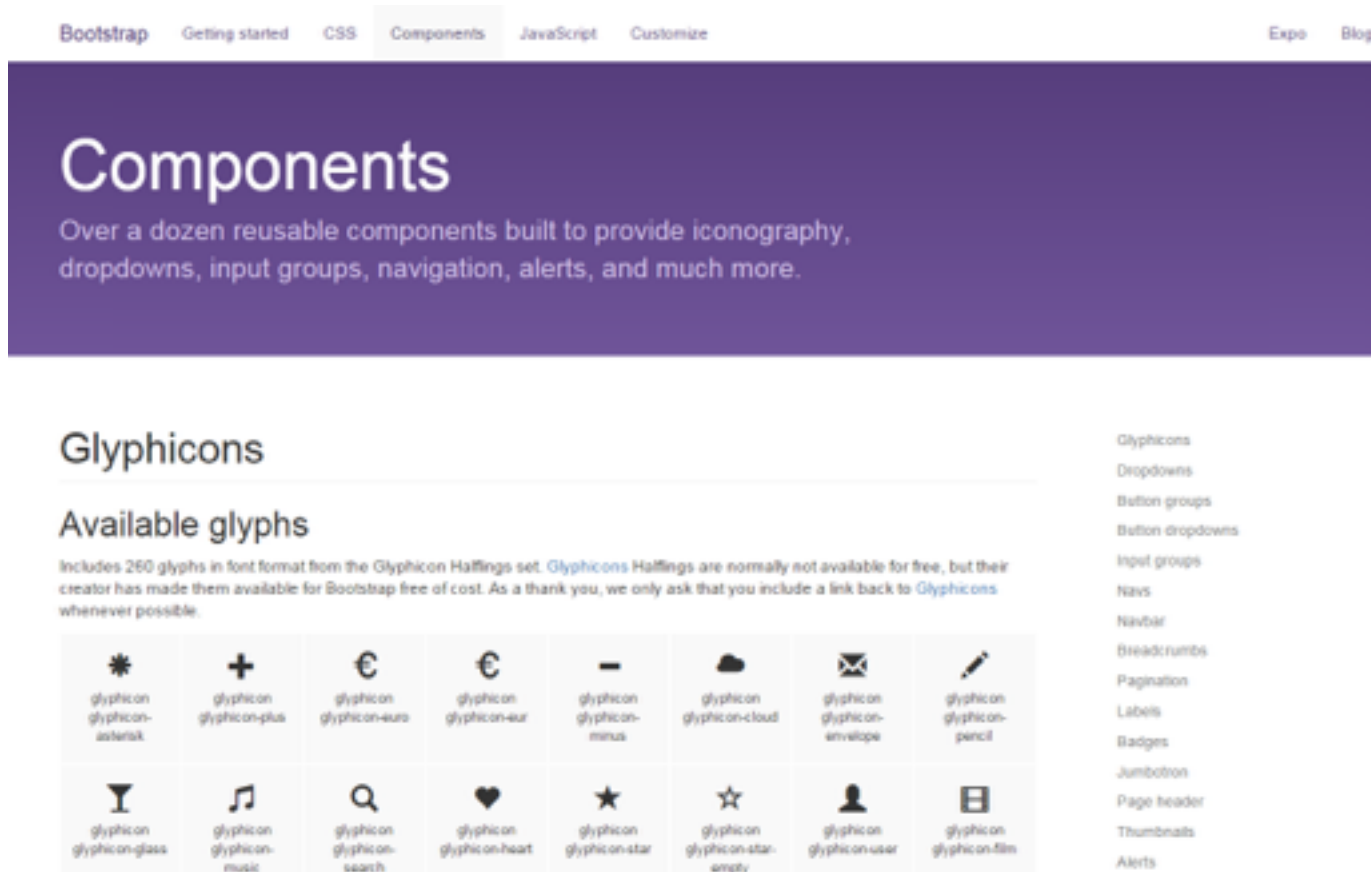 Bootstrap Getting started CSS Components JavaScript Customize Expo Blog
Components
Over a dozen reusable components built to provide iconography,
dropdowns, input groups, navigation, alerts, and much more.
Glyphicons
Available glyphs
Includes 260 glyphs in font format from the Glyphicon Halflings set. Glyphicons Halflings are normally not available for free, but their
creator has made them available for Bootstrap free of cost. As a thank you, we only ask that you include a link back to Glyphicons
whenever possible.
glyphicon glyphicon glyphicon glyphicon glyphicon glyphicon glyphicon glyphicon
glyphicon- glyphicon-plus glyphicon-euro glyphicon-eur glyphicon- glyphicon-cloud glyphicon- glyphicon-
asterisk minus envelope pencil
glyphicon glyphicon glyphicon glyphicon glyphicon glyphicon glyphicon glyphicon
glyphicon-glass glyphicon- glyphicon- glyphicon-heart glyphicon-star glyphicon-star- glyphicon-user glyphicon-film
music search empty
Glyphicons
Dropdowns
Button groups
Button dropdowns
Input groups
Navs
Navbar
Breadcrumbs
Pagination
Labels
Badges
Jumbotron
Page header
Thumbnails
Alerts